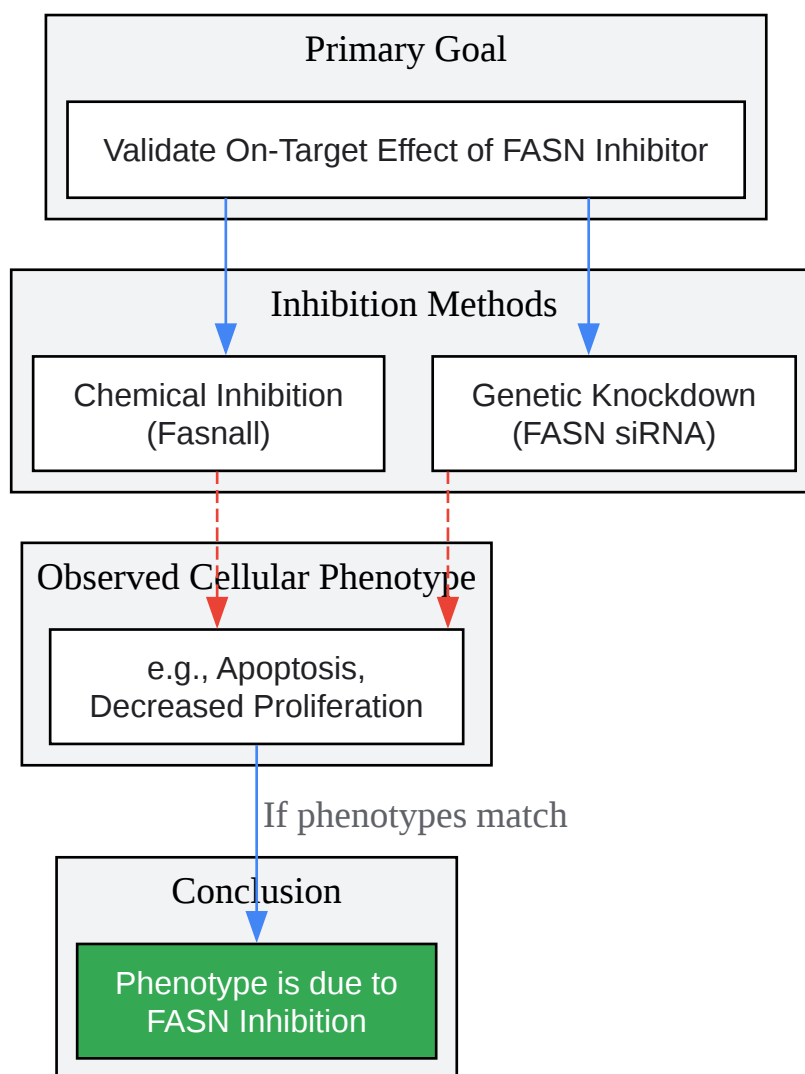 Primary Goal
Validate On-Target Effect of FASN Inhibitor
Inhibition Methods
Chemical Inhibition
(Fasnall)
Genetic Knockdown
(FASN siRNA)
Observed Cellular Phenotype
e.g., Apoptosis,
Decreased Proliferation
If phenotypes match
Conclusion
Phenotype is due to
FASN Inhibition